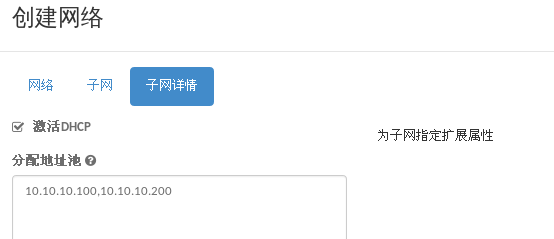 创建网络
网络 子网 子网详情
激活DHCP
为子网指定扩展属性
分配地址池
10.10.10.100,10.10.10.200